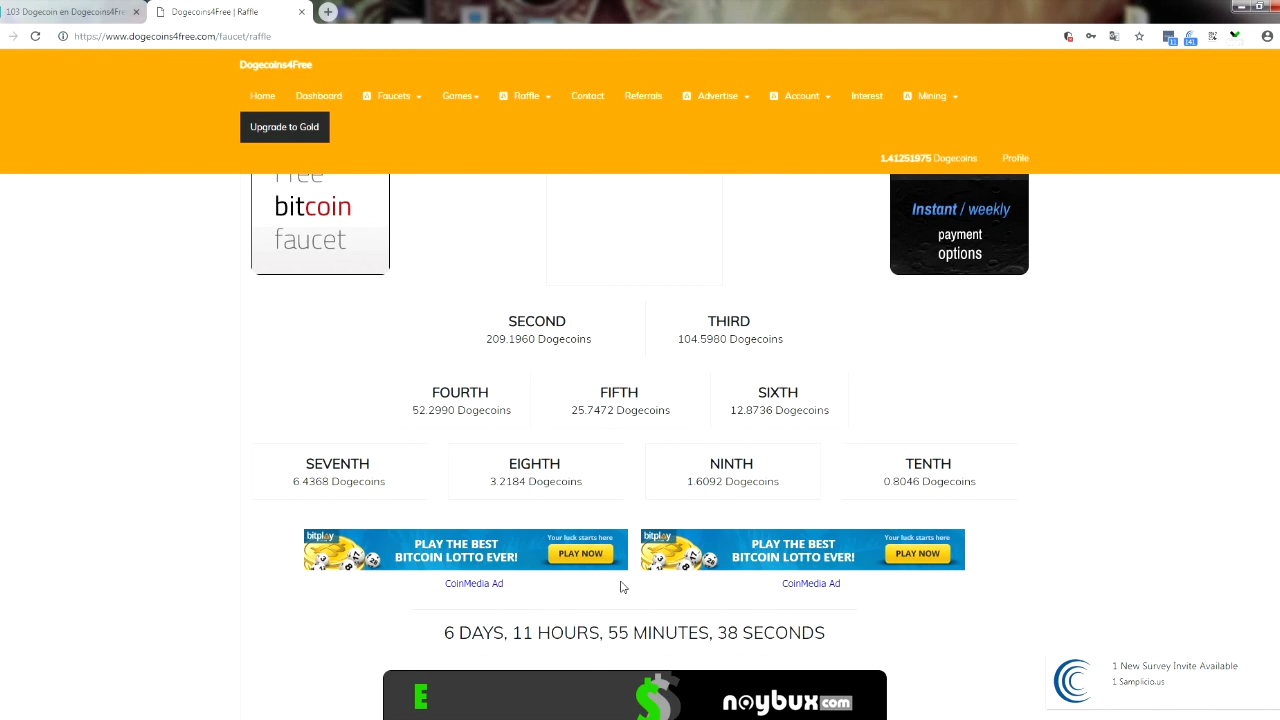 103 Dogecoin en Dogecoins4Fre
Dogecoins4Free | Raffle
https://www.dogecoins4free.com/faucet/raffle
Dogecoins4Free
Home Dashboard Faucets Games Raffle Contact Referrals Advertise Account Interest Mining
Upgrade to Gold
1.41251975 Dogecoins Profile
free
bitcoin
faucet
Instant / weekly
payment
options
SECOND
209.1960 Dogecoins
THIRD
104.5980 Dogecoins
FOURTH
52.2990 Dogecoins
FIFTH
25.7472 Dogecoins
SIXTH
12.8736 Dogecoins
SEVENTH
6.4368 Dogecoins
EIGHTH
3.2184 Dogecoins
NINTH
1.6092 Dogecoins
TENTH
0.8046 Dogecoins
bitplay
PLAY THE BEST
BITCOIN LOTTO EVER!
Your luck starts here
PLAY NOW
bitplay
PLAY THE BEST
BITCOIN LOTTO EVER!
Your luck starts here
PLAY NOW
CoinMedia Ad
CoinMedia Ad
6 DAYS, 11 HOURS, 55 MINUTES, 38 SECONDS
E
neybux.com
1 New Survey Invite Available
1 Samplicio.us